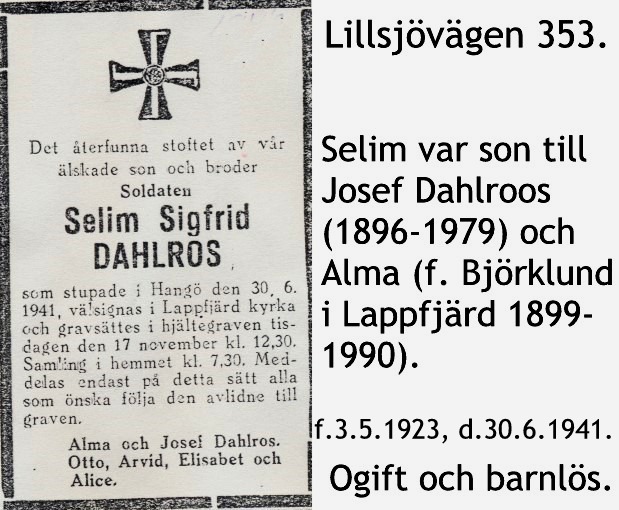 Det återfunna stoftet av vår
älskade son och broder
Soldaten
Selim Sigfrid
DAHLROS
som stupade i Hangö den 30. 6.
1941, välsignas i Lappfjärd kyrka
och gravsättes i hjältegraven tis-
dagen den 17 november kl. 12,30.
Samling i hemmet kl. 7,30. Med-
delas endast på detta sätt alla
som önska följa den avlidne till
graven.
Alma och Josef Dahlros.
Otto, Arvid, Elisabet och
Alice.
Lillsjövägen 353.
Selim var son till
Josef Dahlroos
(1896-1979) och
Alma (f. Björklund
i Lappfjärd 1899-
1990).
f.3.5.1923, d.30.6.1941.
Ogift och barnlös.